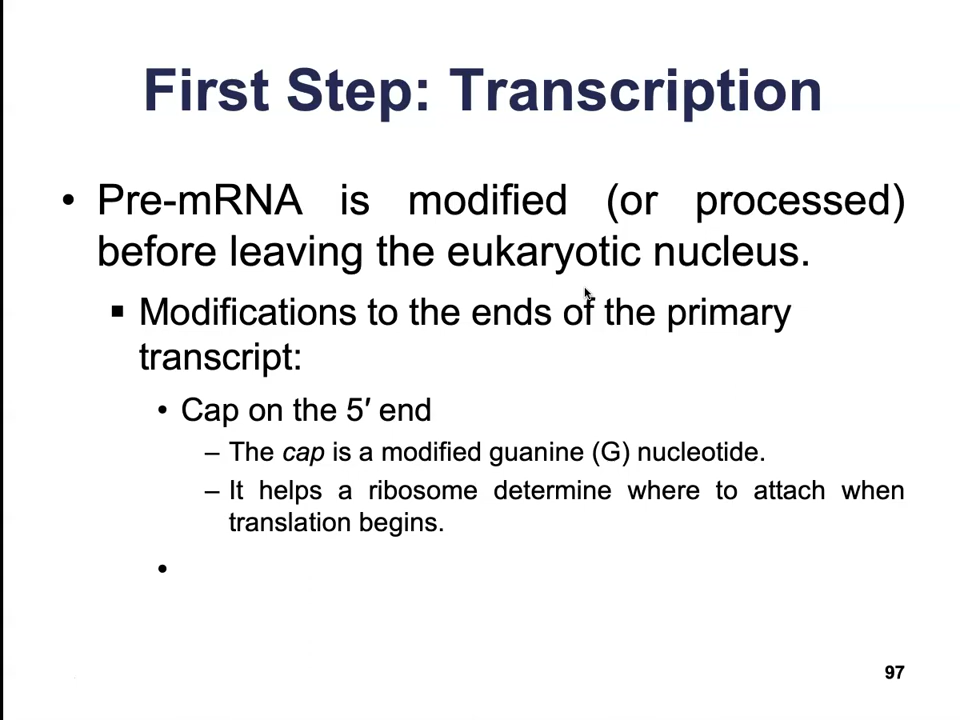 First Step: Transcription
• Pre-mRNA is modified (or processed)
before leaving the eukaryotic nucleus.
▪ Modifications to the ends of the primary
transcript:
• Cap on the 5′ end
– The cap is a modified guanine (G) nucleotide.
– It helps a ribosome determine where to attach when
translation begins.
•
97